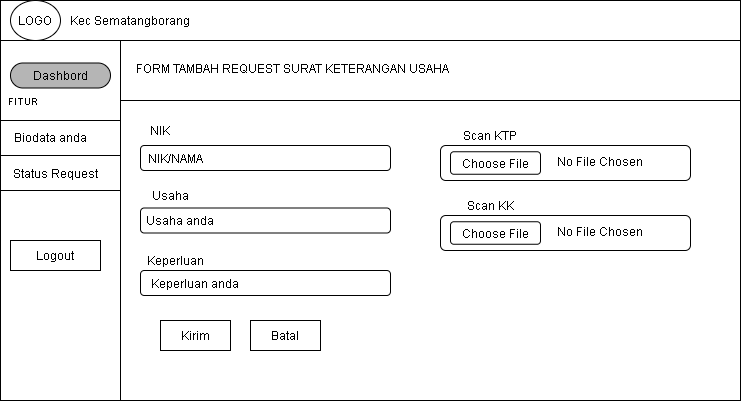 LOGO
Kec Sematangborang
Dashbord
FITUR
Biodata anda
Status Request
Logout
FORM TAMBAH REQUEST SURAT KETERANGAN USAHA
NIK
NIK/NAMA
Usaha
Usaha anda
Keperluan
Keperluan anda
Kirim
Batal
Scan KTP
Choose File
No File Chosen
Scan KK
Choose File
No File Chosen